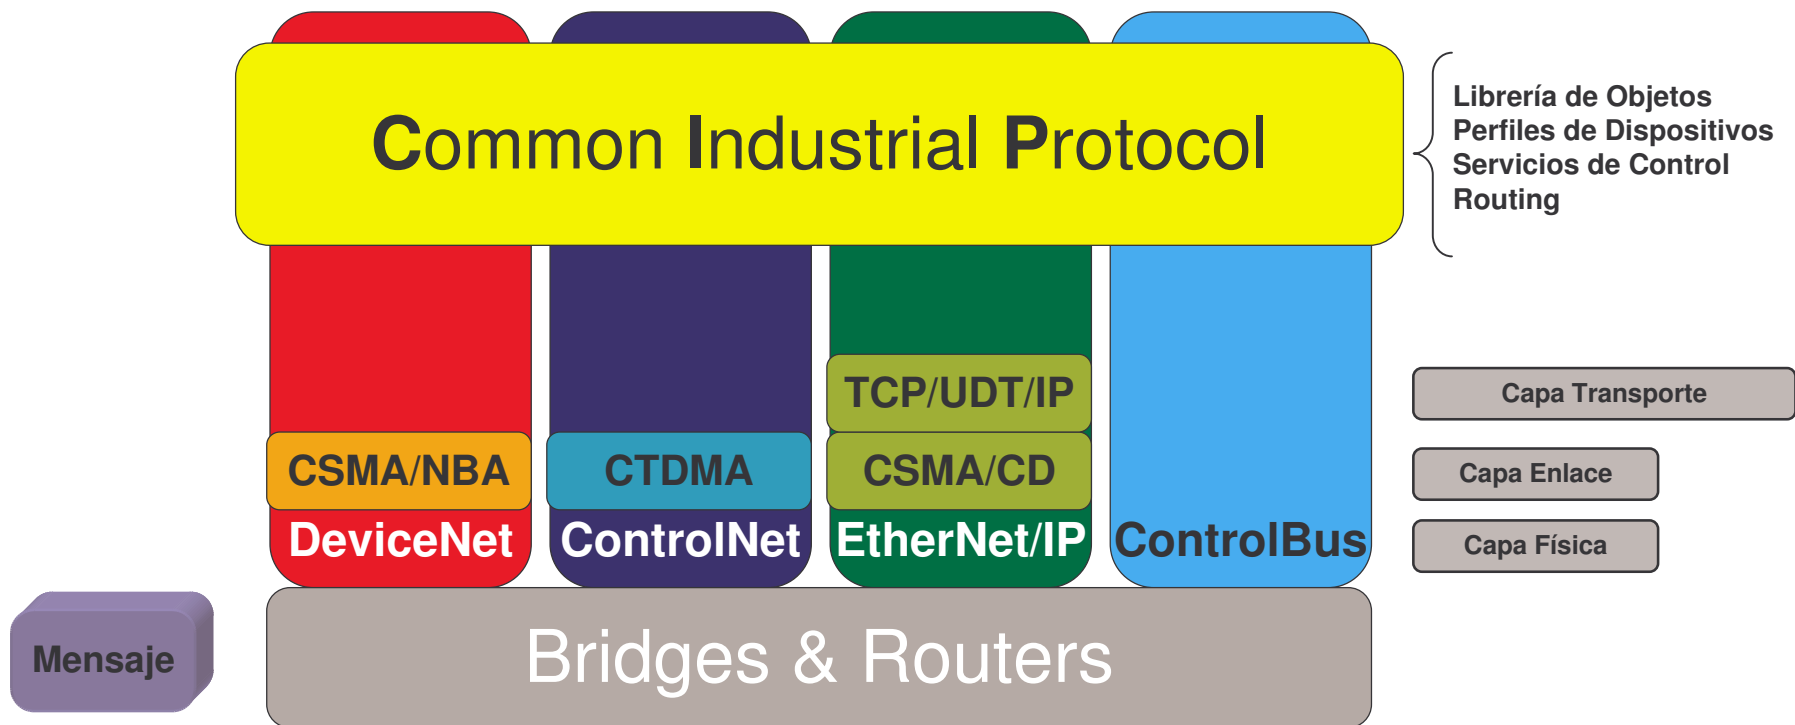 Common Industrial Protocol
Librería de Objetos
Perfiles de Dispositivos
Servicios de Control
Routing
TCP/UDT/IP
Capa Transporte
CSMA/NBA
CTDMA
CSMA/CD
Capa Enlace
DeviceNet
ControlNet
EtherNet/IP
ControlBus
Capa Física
Mensaje
Bridges & Routers